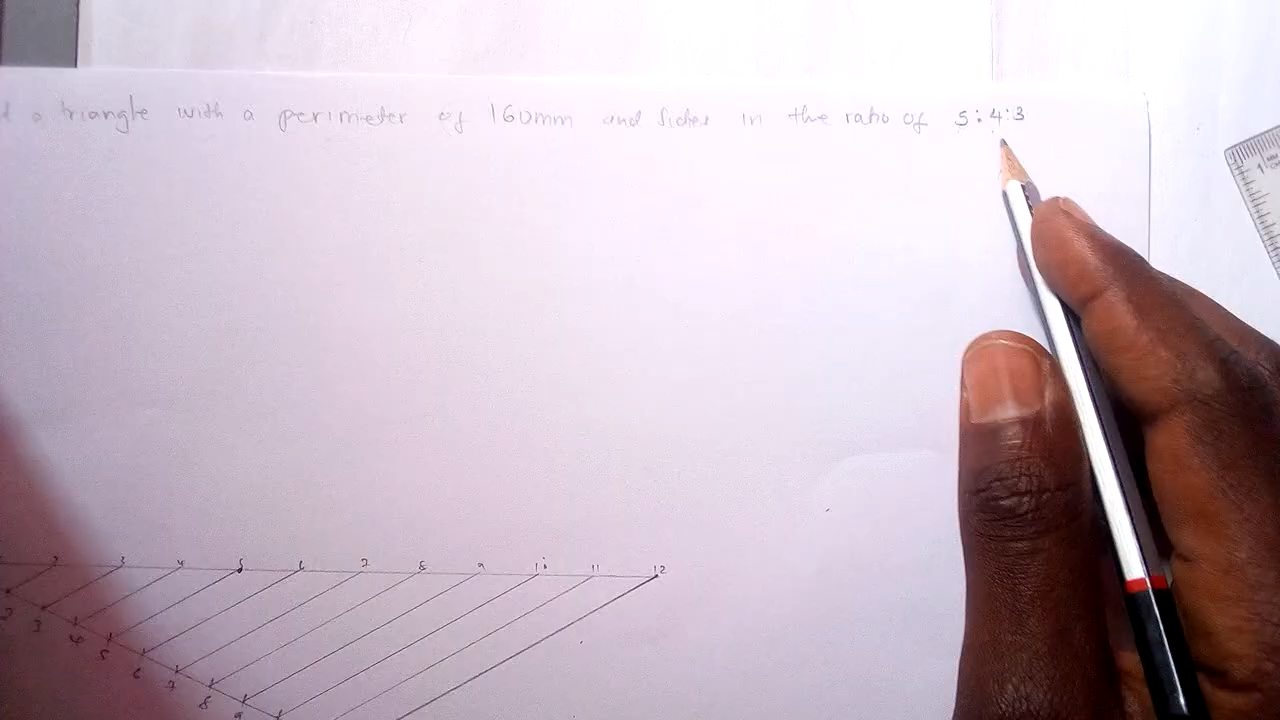 a triangle with a perimeter of 160mm and sides in the ratio of 5:4:3
2 3 4 5 6 7 8 9 10 11 12
2 3 4 5 6 7 8 9